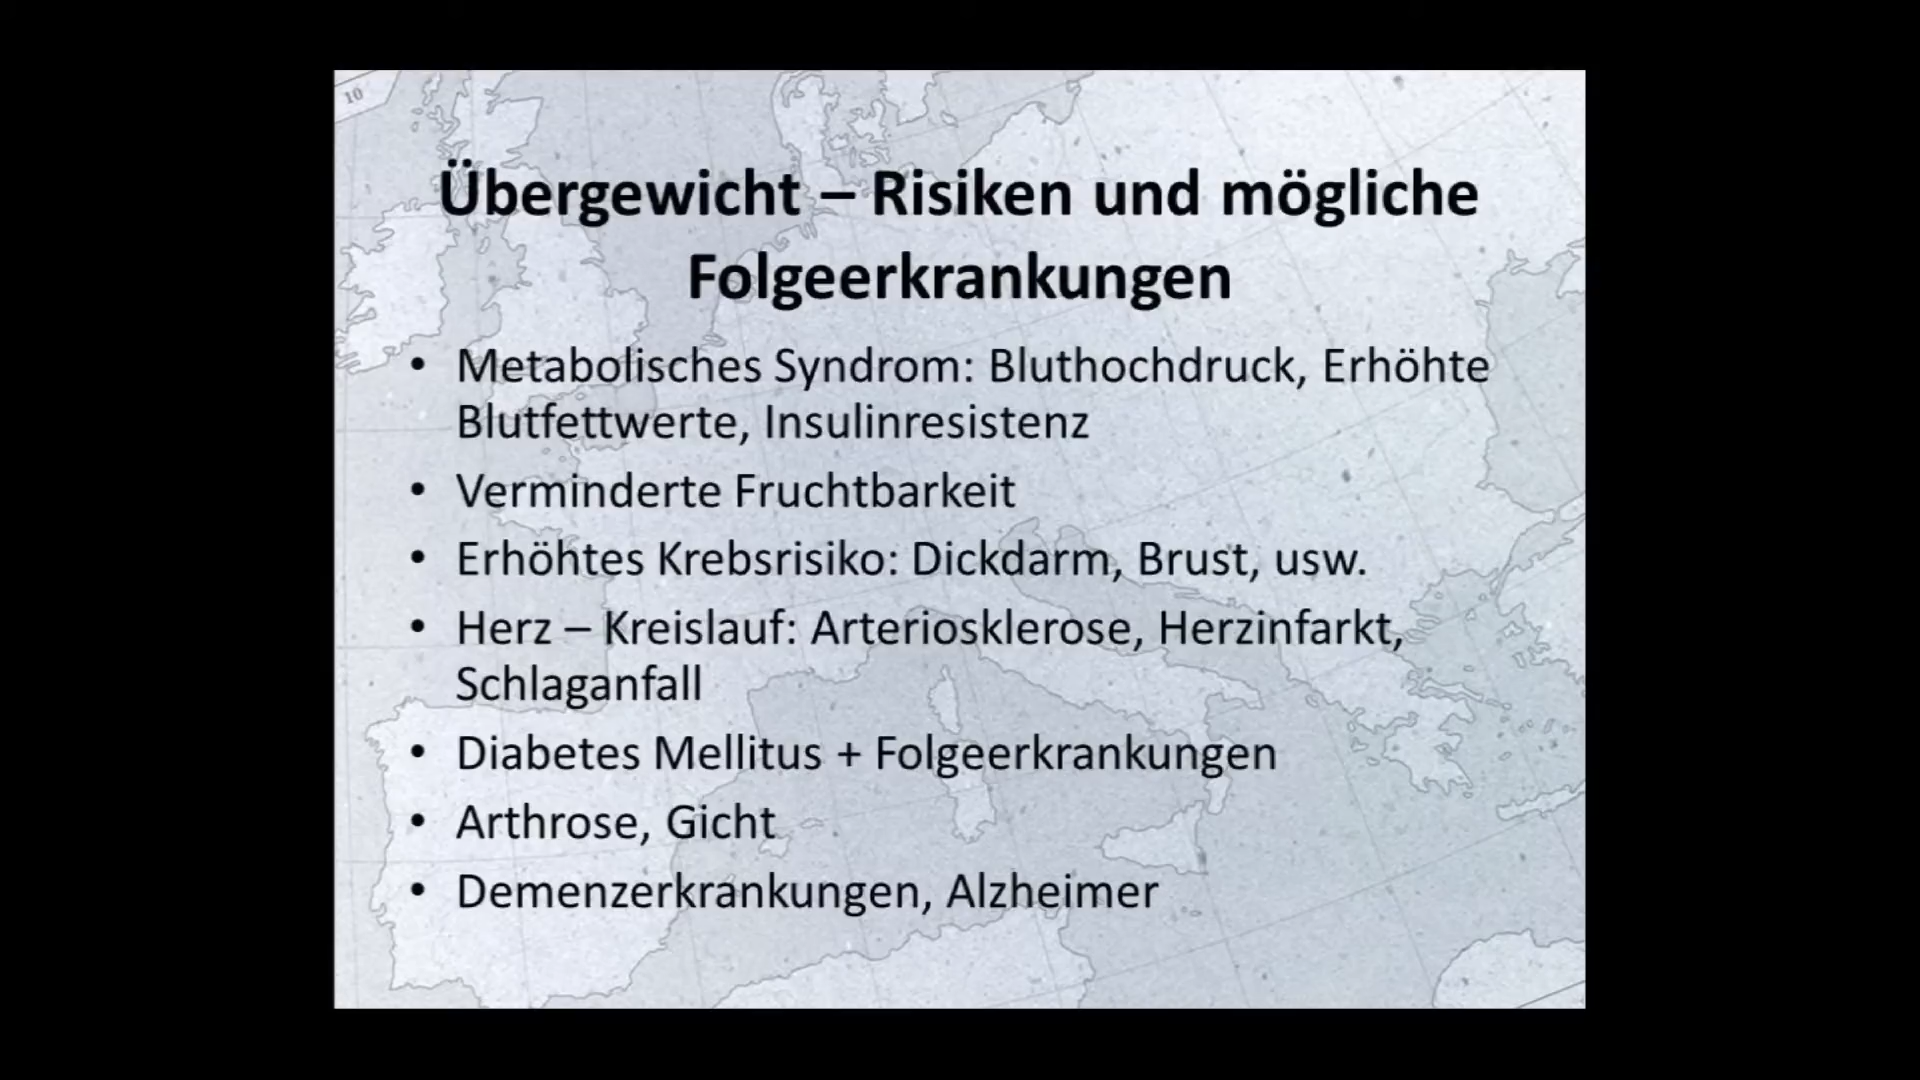 10
Übergewicht – Risiken und mögliche
Folgeerkrankungen
• Metabolisches Syndrom: Bluthochdruck, Erhöhte
Blutfettwerte, Insulinresistenz
• Verminderte Fruchtbarkeit
• Erhöhtes Krebsrisiko: Dickdarm, Brust, usw.
• Herz – Kreislauf: Arteriosklerose, Herzinfarkt,
Schlaganfall
• Diabetes Mellitus + Folgeerkrankungen
• Arthrose, Gicht
• Demenzerkrankungen, Alzheimer